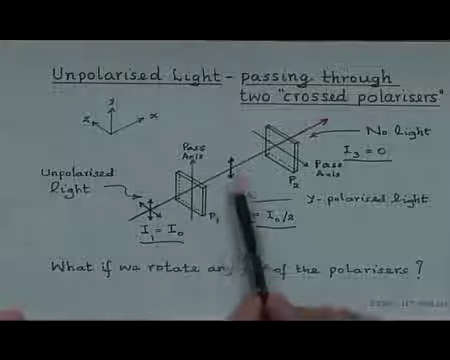 Unpolarised Light - passing through
two "crossed polarisers"
y
z
x
Pass
Axis
No light
I₃ = 0
Unpolarised
light
Pass
Axis
P₂
y-polarised light
P₁
= I₀/2
I₁ = I₀
What if we rotate of the polarisers ?